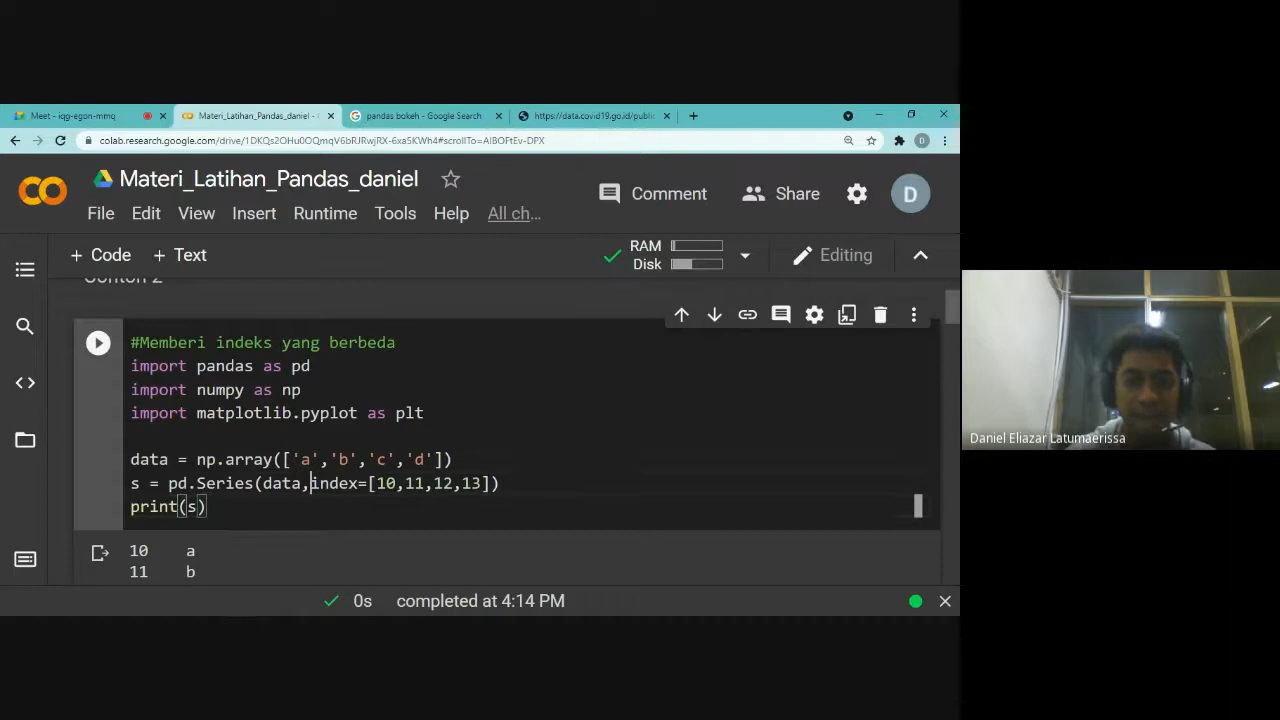 Meet - iqg-egon-mmq
Materi_Latihan_Pandas_daniel -
pandas bokeh - Google Search
https://data.covid19.go.id/public
colab.research.google.com/drive/1DKQs2OHu0OQmqV6bRJRwjRX-6xa5KWh4#scrollTo=AIBOFtEv-DPX
D
Materi_Latihan_Pandas_daniel
Comment
Share
D
File Edit View Insert Runtime Tools Help All ch...
+ Code + Text
RAM
Disk
Editing
Contoh 2
#Memberi indeks yang berbeda
import pandas as pd
import numpy as np
import matplotlib.pyplot as plt
data = np.array(['a','b','c','d'])
s = pd.Series(data,index=[10,11,12,13])
print(s)
10 a
11 b
0s completed at 4:14 PM
Daniel Eliazar Latumaerissa